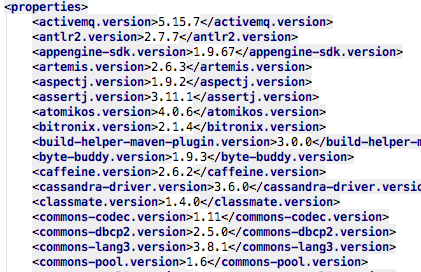 <properties>
<activemq.version>5.15.7</activemq.version>
<antlr2.version>2.7.7</antlr2.version>
<appengine-sdk.version>1.9.67</appengine-sdk.version>
<artemis.version>2.6.3</artemis.version>
<aspectj.version>1.9.2</aspectj.version>
<assertj.version>3.11.1</assertj.version>
<atomikos.version>4.0.6</atomikos.version>
<bitronix.version>2.1.4</bitronix.version>
<build-helper-maven-plugin.version>3.0.0</build-helper-m
<byte-buddy.version>1.9.3</byte-buddy.version>
<caffeine.version>2.6.2</caffeine.version>
<cassandra-driver.version>3.6.0</cassandra-driver.versio
<classmate.version>1.4.0</classmate.version>
<commons-codec.version>1.11</commons-codec.version>
<commons-dbcp2.version>2.5.0</commons-dbcp2.version>
<commons-lang3.version>3.8.1</commons-lang3.version>
<commons-pool.version>1.6</commons-pool.version>